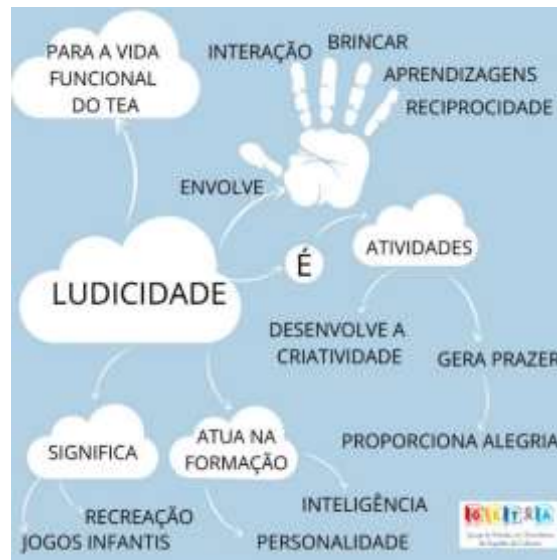 PARA A VIDA
FUNCIONAL
DO TEA
INTERAÇÃO
BRINCAR
APRENDIZAGENS
RECIPROCIDADE
ENVOLVE
É
ATIVIDADES
LUDICIDADE
DESENVOLVE A
CRIATIVIDADE
GERA PRAZER
PROPORCIONA ALEGRIA
SIGNIFICA
ATUA NA
FORMAÇÃO
RECREAÇÃO
JOGOS INFANTIS
INTELIGÊNCIA
PERSONALIDADE